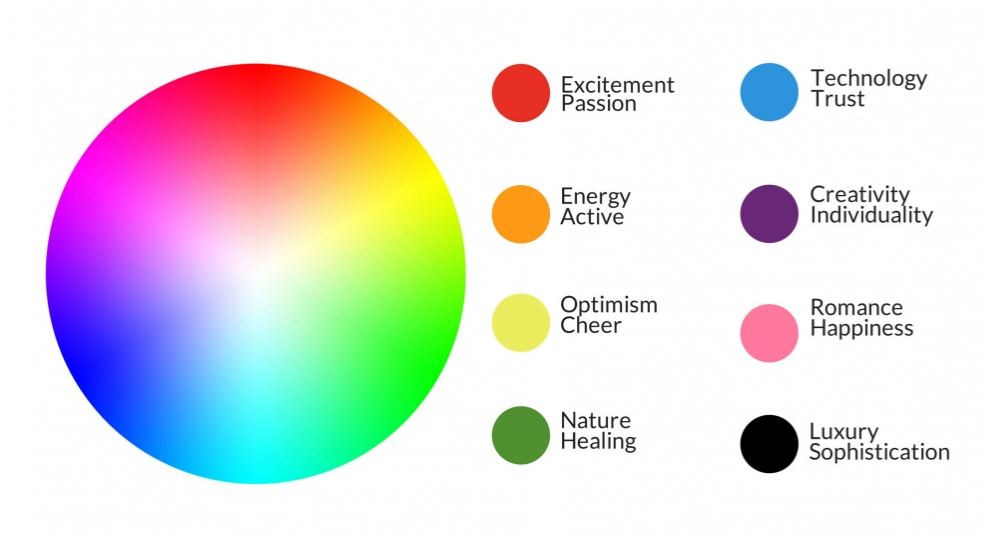 Excitement
Passion
Energy
Active
Optimism
Cheer
Nature
Healing
Technology
Trust
Creativity
Individuality
Romance
Happiness
Luxury
Sophistication